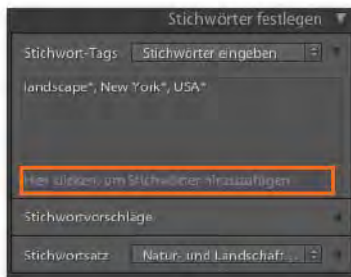 Stichwörter festlegen
Stichwort-Tags Stichwörter eingeben
landscape*, New York*, USA*
Hier klicken, um Stichwörter hinzuzufügen
Stichwortvorschläge
Stichwortsatz Natur- und Landschaft...